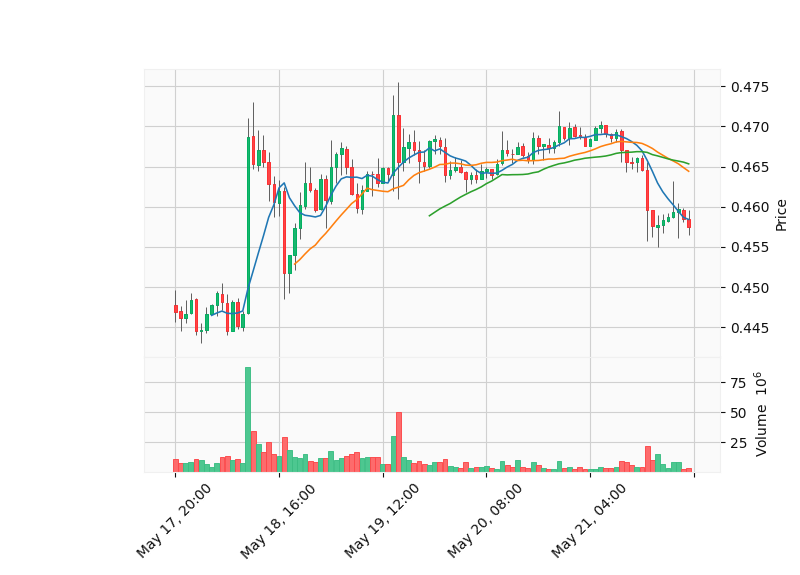 0.475
0.470
0.465
0.460
0.455
0.450
0.445
Price
75
50
25
Volume 10^6
May 17, 20:00
May 18, 16:00
May 19, 12:00
May 20, 08:00
May 21, 04:00